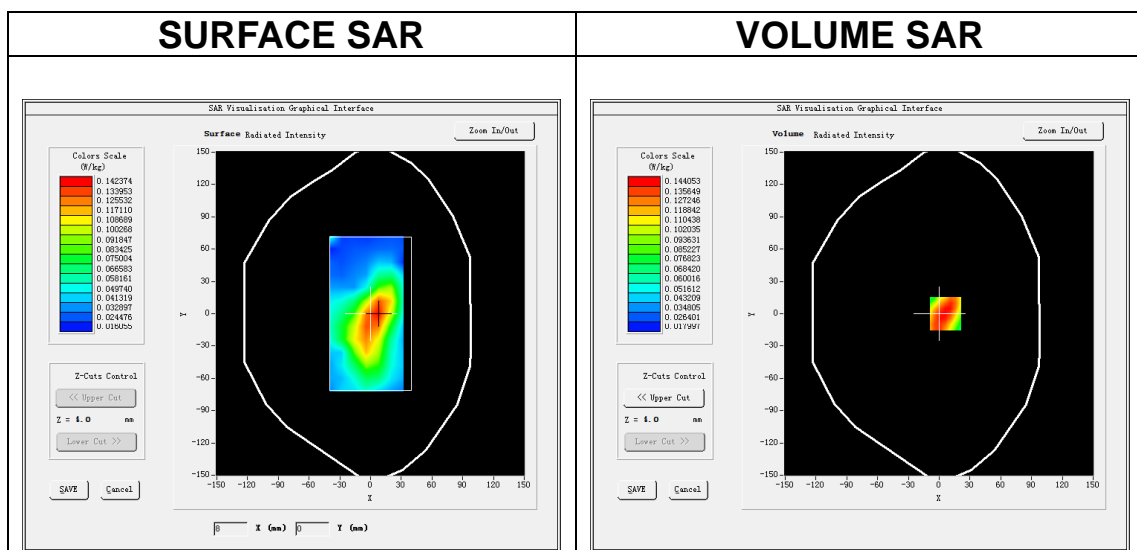 SURFACE SAR
VOLUME SAR
SAR Visualisation Graphical Interface
Surface Radiated Intensity
Zoom In/Out
Colors Scale
(W/kg)
0.142374
0.133953
0.125532
0.117110
0.108689
0.100268
0.091847
0.083425
0.075004
0.066583
0.058161
0.049740
0.041319
0.032897
0.024476
0.016055
150
120
90
60
30
0
-30
-60
-90
-120
-150
Y
-150 -120 -90 -60 -30 0 30 60 90 120 150
X
Z-Cuts Control
<< Upper Cut
Z = 4.0 mm
Lower Cut >>
SAVE Cancel
8 X (mm) 0 Y (mm)
SAR Visualisation Graphical Interface
Volume Radiated Intensity
Zoom In/Out
Colors Scale
(W/kg)
0.144053
0.135649
0.127246
0.118842
0.110438
0.102035
0.093631
0.085227
0.076823
0.068420
0.060016
0.051612
0.043209
0.034805
0.026401
0.017997
150
120
90
60
30
0
-30
-60
-90
-120
-150
Y
-150 -120 -90 -60 -30 0 30 60 90 120 150
X
Z-Cuts Control
<< Upper Cut
Z = 4.0 mm
Lower Cut >>
SAVE Cancel